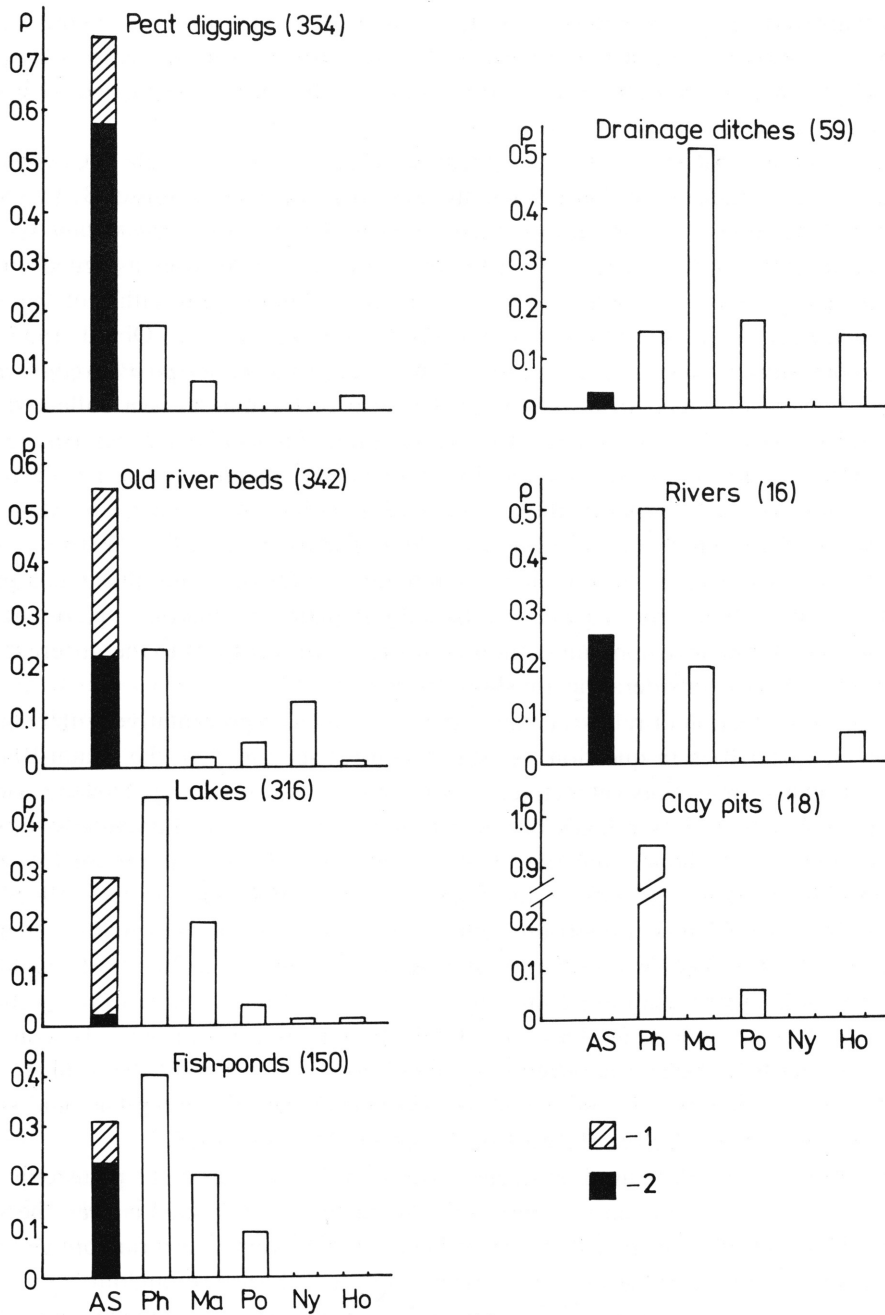 ρ
Peat diggings (354)
0.7
0.6
0.5
0.4
0.3
0.2
0.1
0
ρ
Old river beds (342)
0.6
0.5
0.4
0.3
0.2
0.1
0
ρ
Lakes (316)
0.4
0.3
0.2
0.1
0
ρ
Fish-ponds (150)
0.4
0.3
0.2
0.1
0
AS Ph Ma Po Ny Ho
ρ
Drainage ditches (59)
0.5
0.4
0.3
0.2
0.1
0
ρ
Rivers (16)
0.5
0.4
0.3
0.2
0.1
0
ρ
Clay pits (18)
1.0
0.9
0.2
0.1
0
AS Ph Ma Po Ny Ho
-1
-2